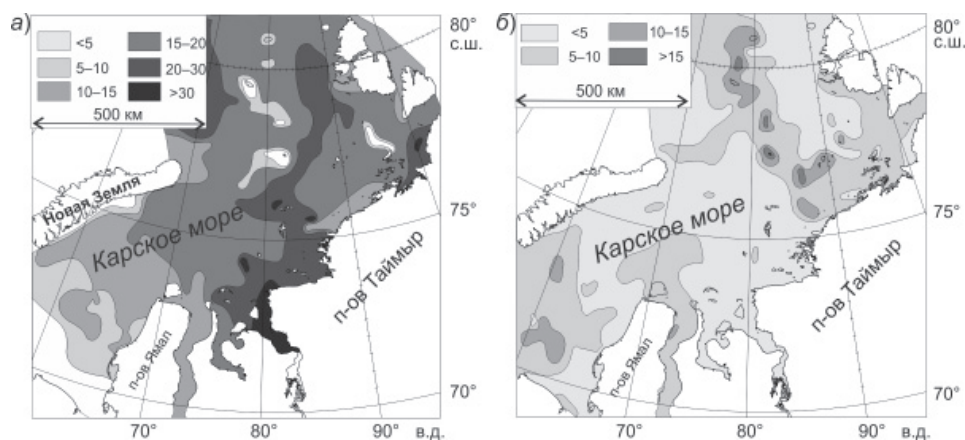 а)
<5
5–10
10–15
15–20
20–30
>30
500 км
Новая Земля
Карское море
п-ов Ямал
п-ов Таймыр
80°
с.ш.
75°
70°
70°
80°
90°
в.д.
б)
<5
5–10
10–15
>15
500 км
Карское море
п-ов Ямал
п-ов Таймыр
80°
с.ш.
75°
70°
70°
80°
90°
в.д.